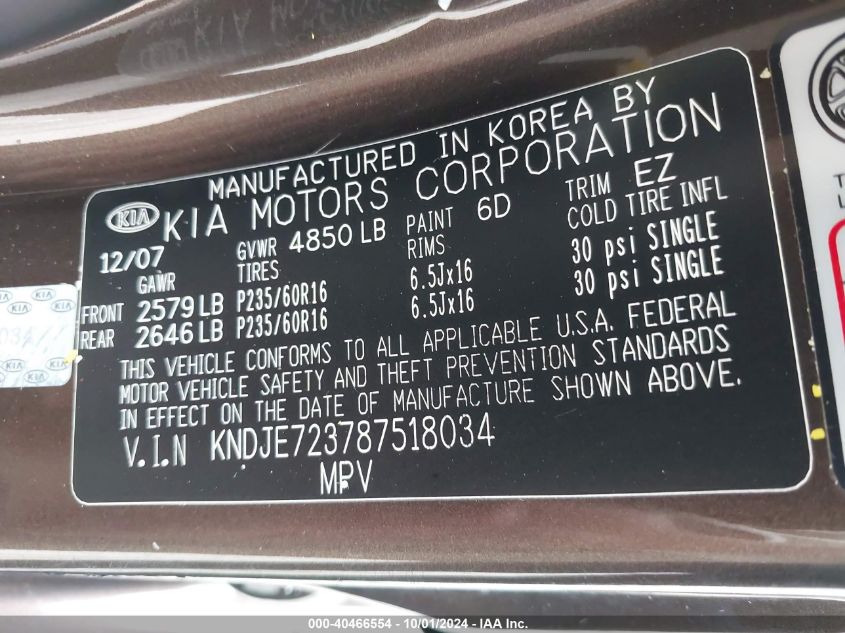 MANUFACTURED IN KOREA BY
KIA KIA MOTORS CORPORATION
12/07 GVWR 4850 LB PAINT 6D TRIM EZ
GAWR TIRES RIMS COLD TIRE INFL
FRONT 2579 LB P235/60R16 6.5Jx16 30 psi SINGLE
REAR 2646 LB P235/60R16 6.5Jx16 30 psi SINGLE
THIS VEHICLE CONFORMS TO ALL APPLICABLE U.S.A. FEDERAL
MOTOR VEHICLE SAFETY AND THEFT PREVENTION STANDARDS
IN EFFECT ON THE DATE OF MANUFACTURE SHOWN ABOVE.
V.I.N KNDJE723787518034
MPV
000-40466554 - 10/01/2024 - IAA Inc.